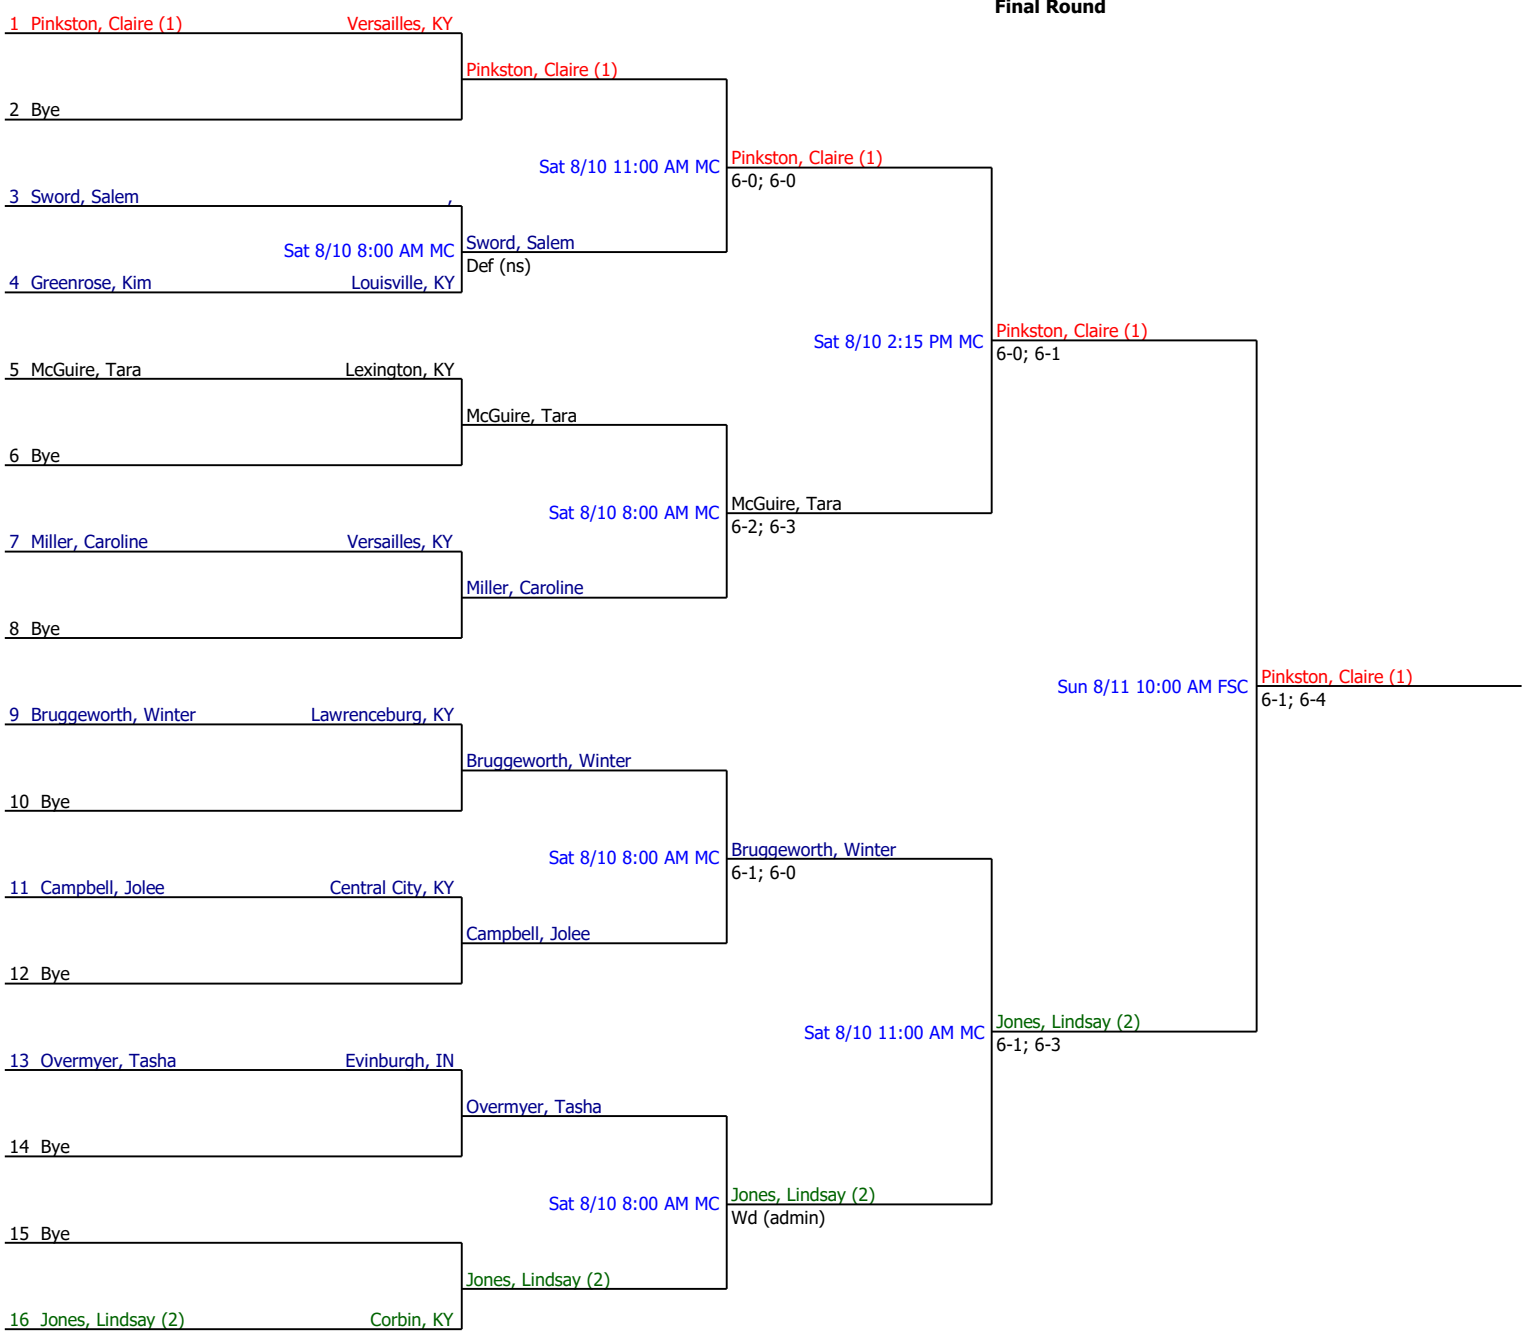 Final Round
1 Pinkston, Claire (1) Versailles, KY
Pinkston, Claire (1)
2 Bye
Sat 8/10 11:00 AM MC
Pinkston, Claire (1)
6-0; 6-0
3 Sword, Salem ,
Sat 8/10 8:00 AM MC
Sword, Salem
Def (ns)
4 Greenrose, Kim Louisville, KY
Sat 8/10 2:15 PM MC
Pinkston, Claire (1)
6-0; 6-1
5 McGuire, Tara Lexington, KY
McGuire, Tara
6 Bye
Sat 8/10 8:00 AM MC
McGuire, Tara
6-2; 6-3
7 Miller, Caroline Versailles, KY
Miller, Caroline
8 Bye
Sun 8/11 10:00 AM FSC
Pinkston, Claire (1)
6-1; 6-4
9 Bruggeworth, Winter Lawrenceburg, KY
Bruggeworth, Winter
10 Bye
Sat 8/10 8:00 AM MC
Bruggeworth, Winter
6-1; 6-0
11 Campbell, Jolee Central City, KY
Campbell, Jolee
12 Bye
Sat 8/10 11:00 AM MC
Jones, Lindsay (2)
6-1; 6-3
13 Overmyer, Tasha Evinburgh, IN
Overmyer, Tasha
14 Bye
Sat 8/10 8:00 AM MC
Jones, Lindsay (2)
Wd (admin)
15 Bye
Jones, Lindsay (2)
16 Jones, Lindsay (2) Corbin, KY